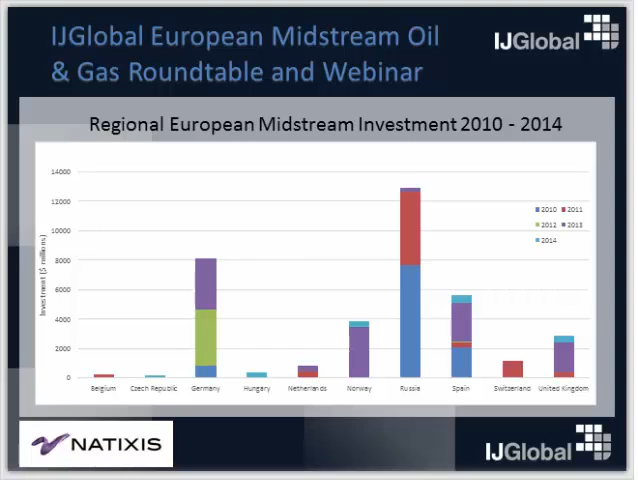 IJGlobal European Midstream Oil
& Gas Roundtable and Webinar
IJGlobal
Regional European Midstream Investment 2010 - 2014
Investment ($ millions)
14000
12000
10000
8000
6000
4000
2000
0
2010 2011
2012 2013
2014
Belgium Czech Republic Germany Hungary Netherlands Norway Russia Spain Switzerland United Kingdom
NATIXIS
IJGlobal